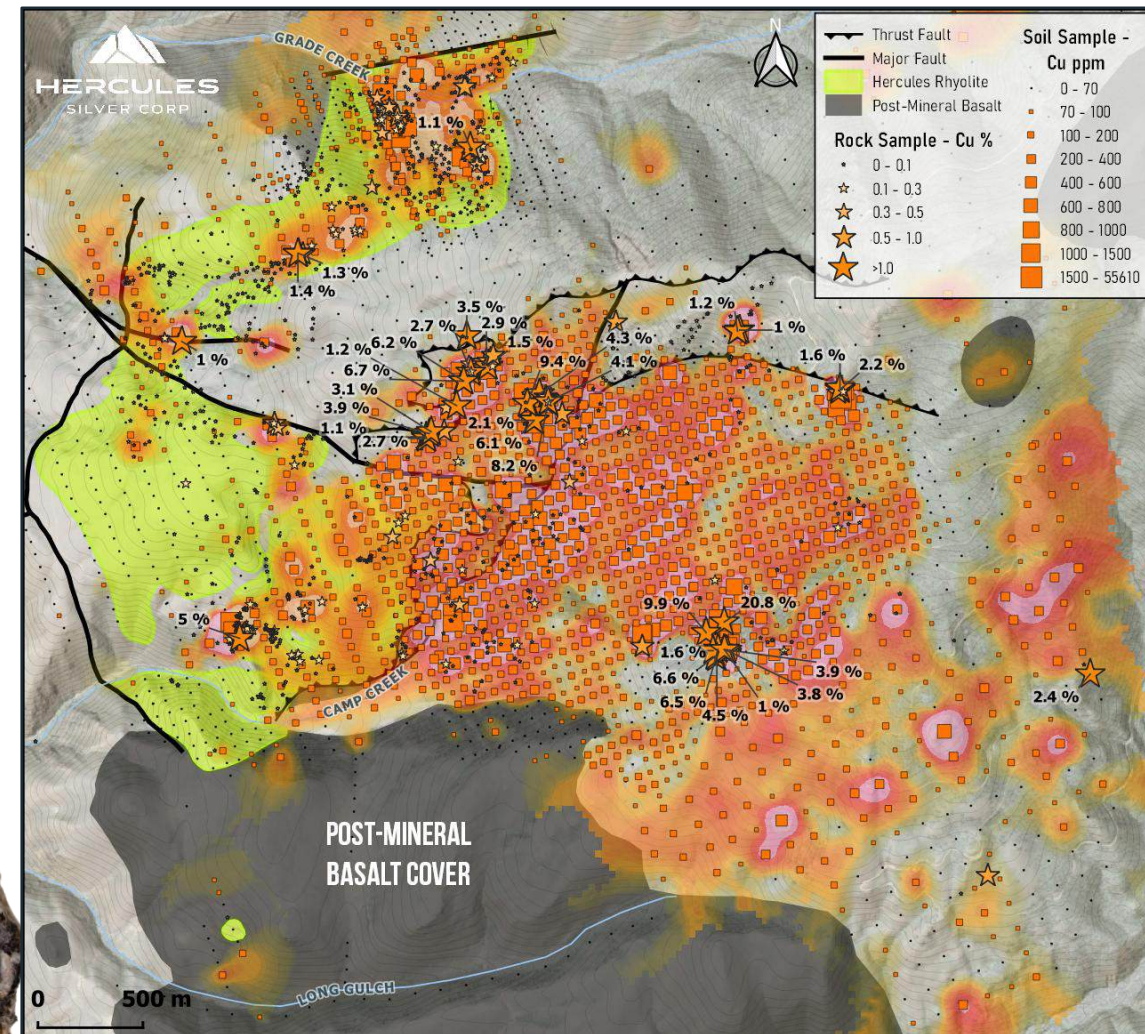 HERCULES
SILVER CORP
GRADE CREEK
N
Thrust Fault
Major Fault
Hercules Rhyolite
Post-Mineral Basalt
Rock Sample - Cu %
0 - 0.1
0.1 - 0.3
0.3 - 0.5
0.5 - 1.0
>1.0
Soil Sample -
Cu ppm
0 - 70
70 - 100
100 - 200
200 - 400
400 - 600
600 - 800
800 - 1000
1000 - 1500
1500 - 55610
1.1 %
1.3 %
1.4 %
1 %
3.5 %
2.7 %
2.9 %
1.2 %
6.2 %
1.5 %
6.7 %
9.4 %
3.1 %
3.9 %
1.1 %
2.7 %
2.1 %
6.1 %
8.2 %
4.3 %
4.1 %
1.2 %
1 %
1.6 %
2.2 %
5 %
9.9 %
20.8 %
1.6 %
3.9 %
6.6 %
3.8 %
6.5 %
1 %
4.5 %
2.4 %
CAMP CREEK
POST-MINERAL
BASALT COVER
LONG GULCH
0 500 m